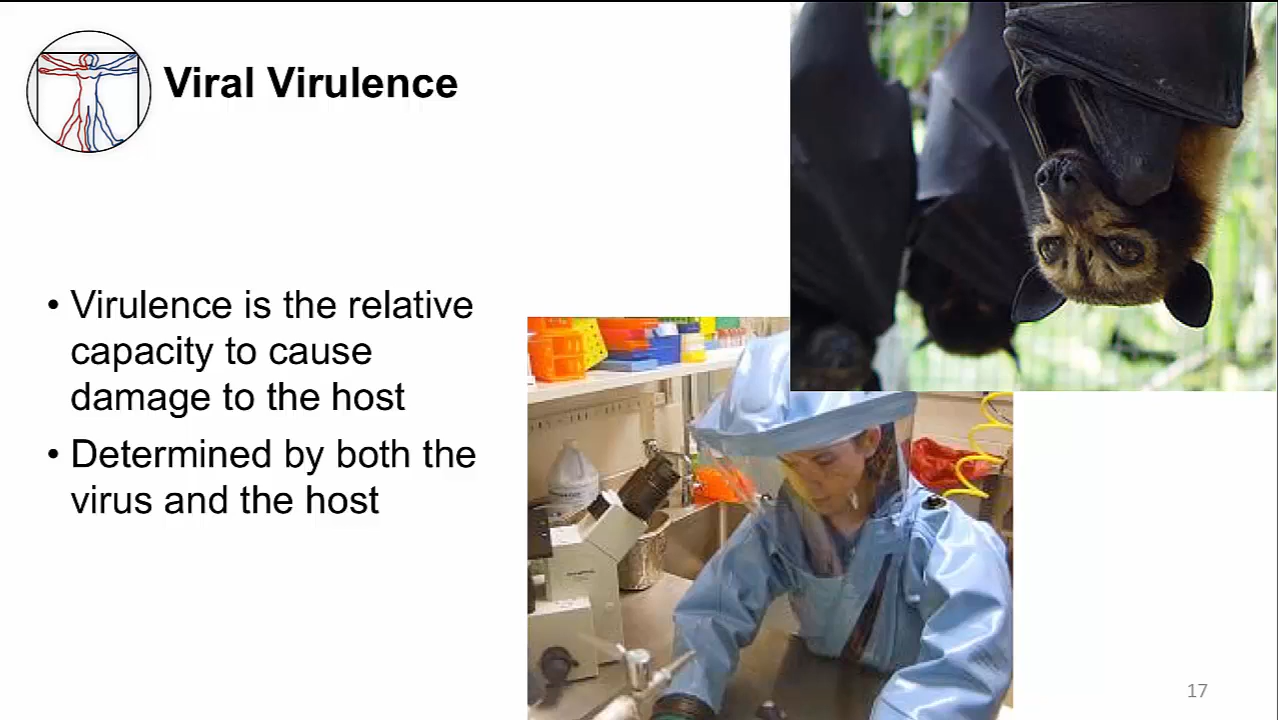 Viral Virulence
• Virulence is the relative
capacity to cause
damage to the host
• Determined by both the
virus and the host
17